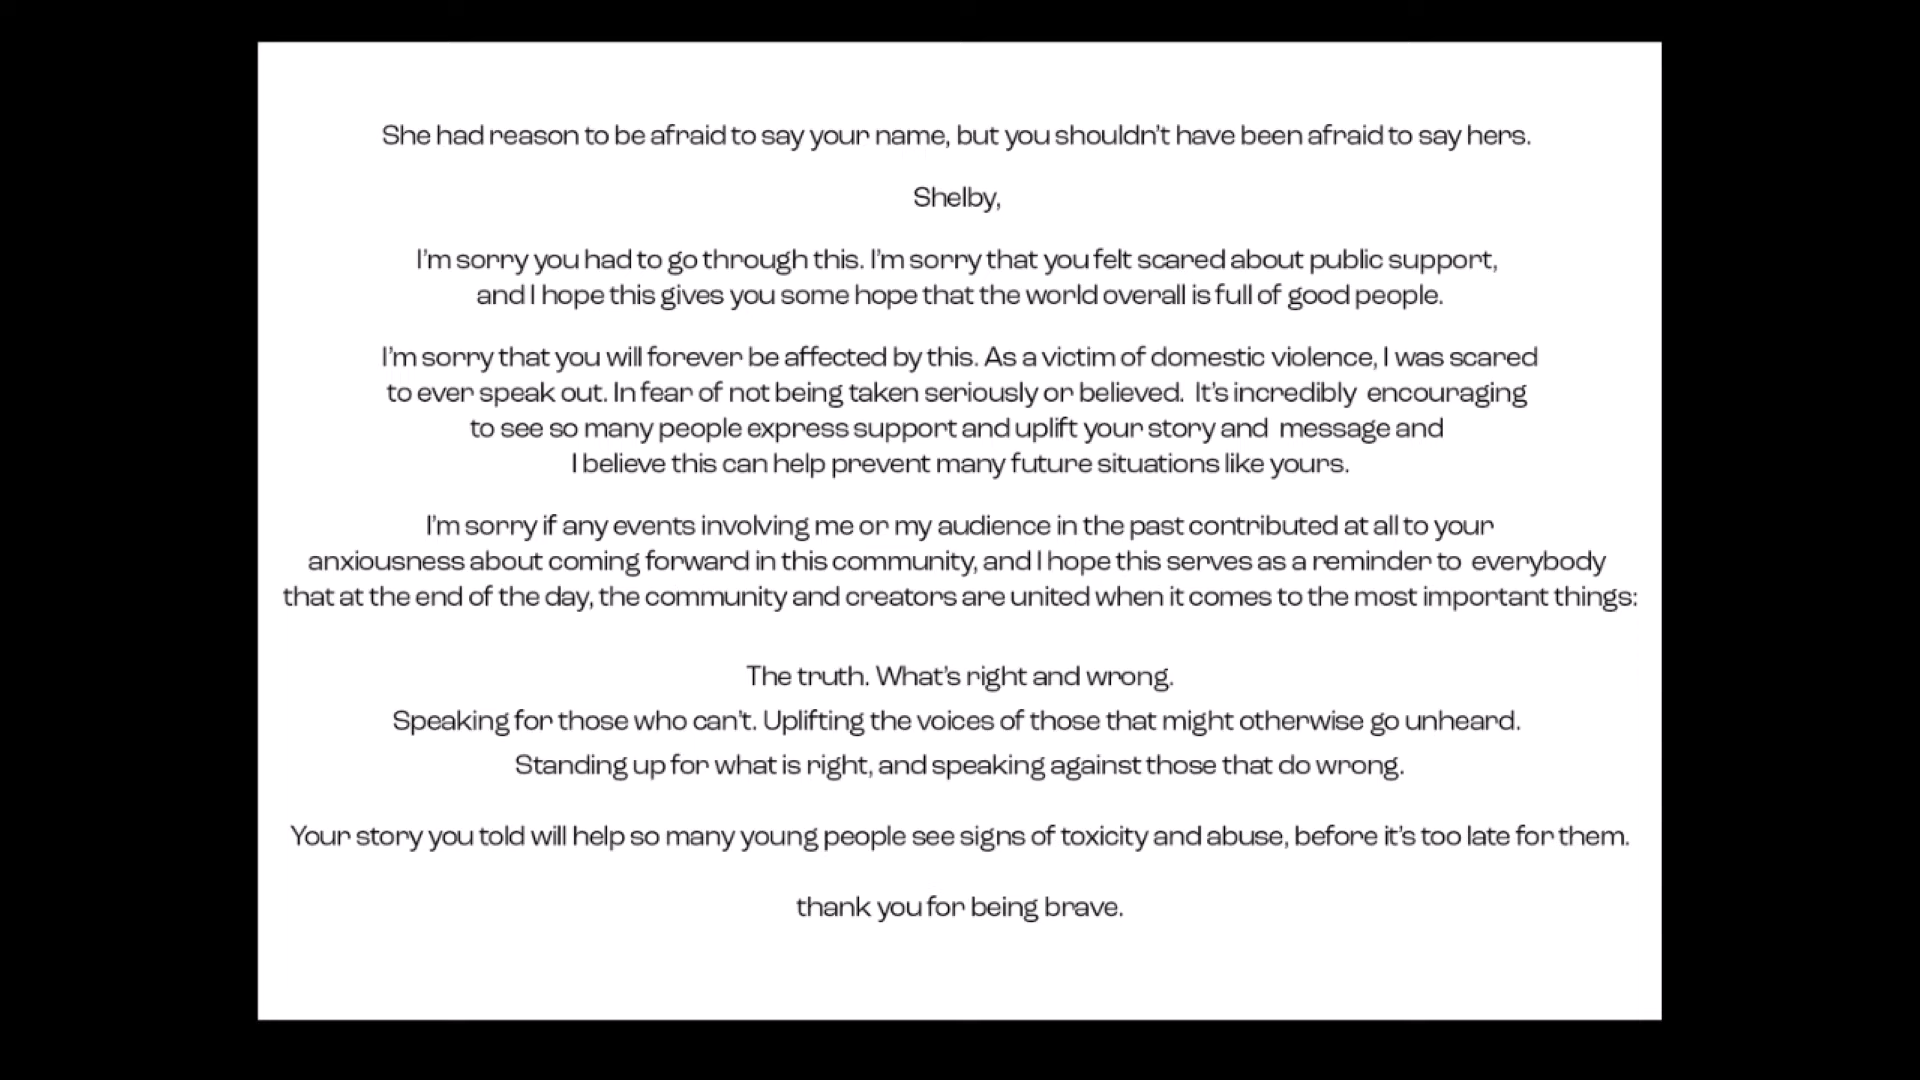 She had reason to be afraid to say your name, but you shouldn't have been afraid to say hers.
Shelby,
I'm sorry you had to go through this. I'm sorry that you felt scared about public support,
and I hope this gives you some hope that the world overall is full of good people.
I'm sorry that you will forever be affected by this. As a victim of domestic violence, I was scared
to ever speak out. In fear of not being taken seriously or believed. It's incredibly encouraging
to see so many people express support and uplift your story and message and
I believe this can help prevent many future situations like yours.
I'm sorry if any events involving me or my audience in the past contributed at all to your
anxiousness about coming forward in this community, and I hope this serves as a reminder to everybody
that at the end of the day, the community and creators are united when it comes to the most important things:
The truth. What's right and wrong.
Speaking for those who can't. Uplifting the voices of those that might otherwise go unheard.
Standing up for what is right, and speaking against those that do wrong.
Your story you told will help so many young people see signs of toxicity and abuse, before it's too late for them.
thank you for being brave.